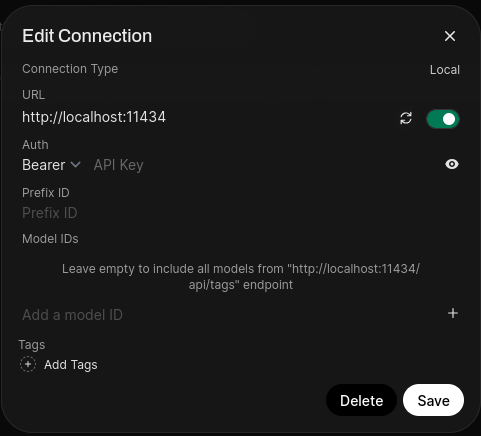 Edit Connection
Connection Type
Local
URL
http://localhost:11434
Auth
Bearer
API Key
Prefix ID
Prefix ID
Model IDs
Leave empty to include all models from "http://localhost:11434/
api/tags" endpoint
Add a model ID
Tags
Add Tags
Delete
Save